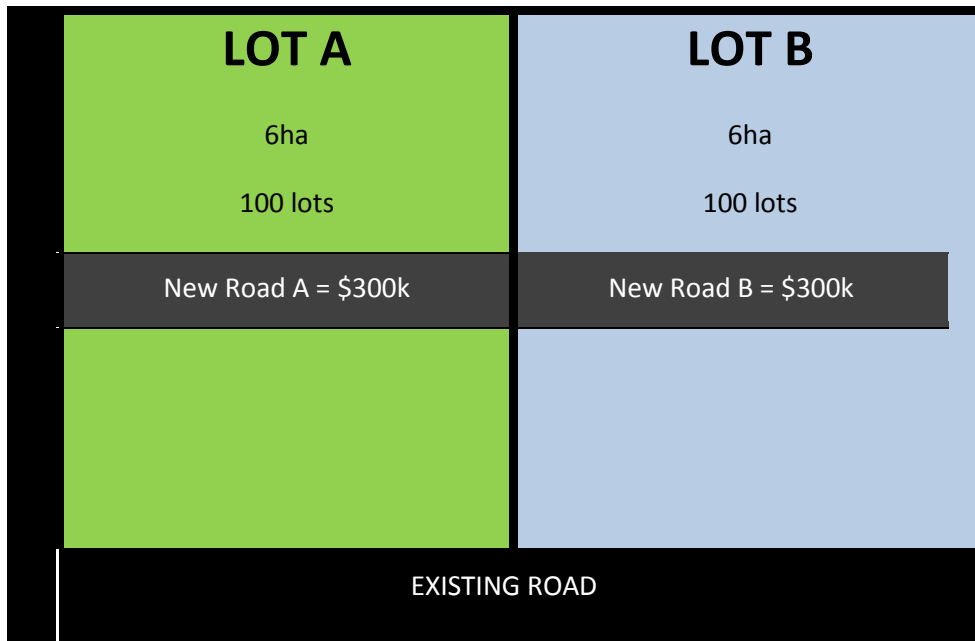 LOT A
6ha
100 lots
New Road A = $300k
LOT B
6ha
100 lots
New Road B = $300k
EXISTING ROAD